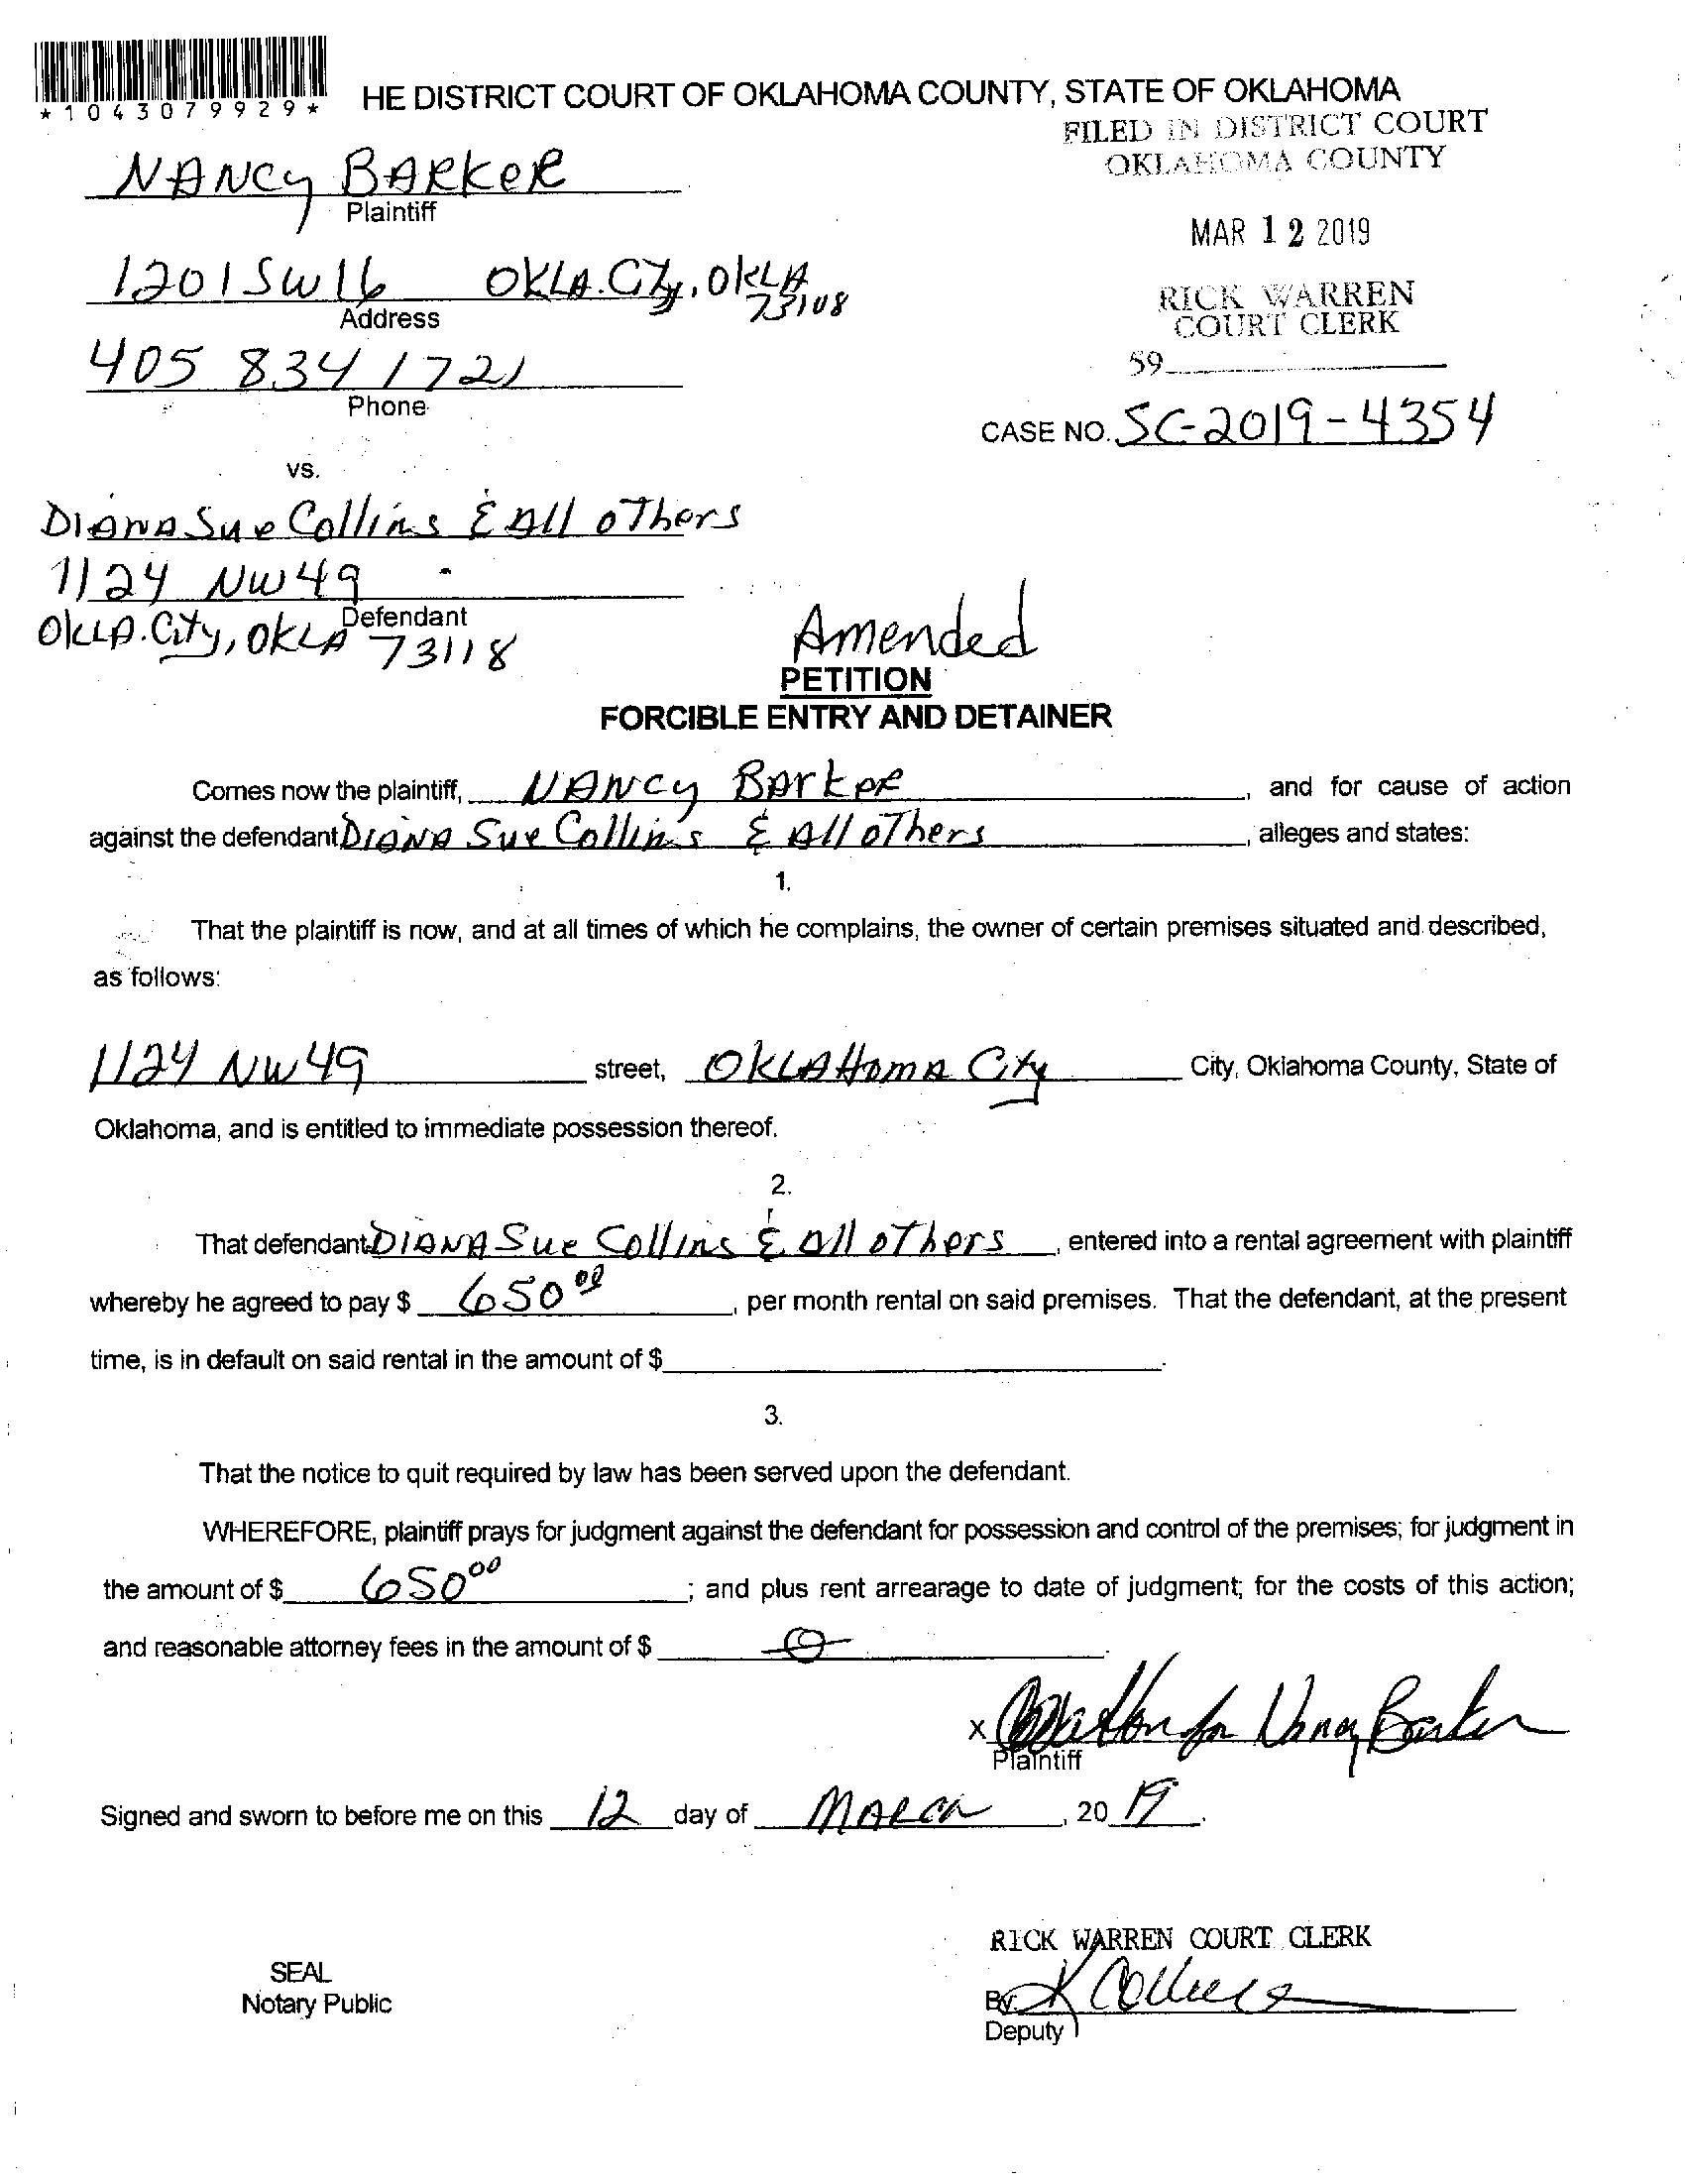 *1043079929*
HE DISTRICT COURT OF OKLAHOMA COUNTY, STATE OF OKLAHOMA
FILED IN DISTRICT COURT
OKLAHOMA COUNTY
NANCy BARKeR
Plaintiff
MAR 12 2019
1201 SW 16 OKLA. CTy, OKLA 73108
Address
RICK WARREN
COURT CLERK
405 834 1721
Phone
59
CASE NO. SC-2019-4354
vs.
DIANA Sue Collins & All oThers
1124 NW 49
Defendant
OKLA. City, OKLA 73118
Amended
PETITION
FORCIBLE ENTRY AND DETAINER
Comes now the plaintiff, NANCy BArkeR, and for cause of action
against the defendant DIANA Sue Collins & All oThers, alleges and states:
1.
That the plaintiff is now, and at all times of which he complains, the owner of certain premises situated and described,
as follows:
1124 NW 49 street, OKLAHomA City City, Oklahoma County, State of
Oklahoma, and is entitled to immediate possession thereof.
2.
That defendant DIANA Sue Collins & All oThers, entered into a rental agreement with plaintiff
whereby he agreed to pay $ 650 00, per month rental on said premises. That the defendant, at the present
time, is in default on said rental in the amount of $.
3.
That the notice to quit required by law has been served upon the defendant.
WHEREFORE, plaintiff prays for judgment against the defendant for possession and control of the premises; for judgment in
the amount of $ 650 00; and plus rent arrearage to date of judgment; for the costs of this action;
and reasonable attorney fees in the amount of $ 0.
X for Nancy Barker
Plaintiff
Signed and sworn to before me on this 12 day of MARCh, 20 19.
RICK WARREN COURT CLERK
SEAL
Notary Public
By: K
Deputy